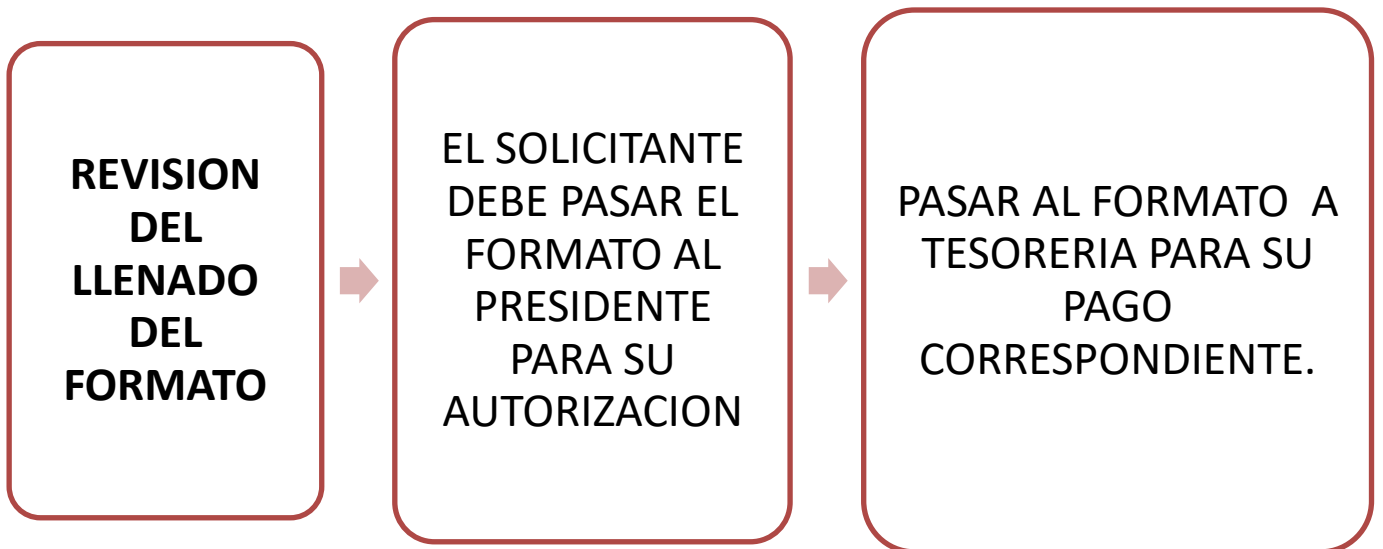 REVISION
DEL
LLENADO
DEL
FORMATO
EL SOLICITANTE
DEBE PASAR EL
FORMATO AL
PRESIDENTE
PARA SU
AUTORIZACION
PASAR AL FORMATO  A
TESORERIA PARA SU
PAGO
CORRESPONDIENTE.